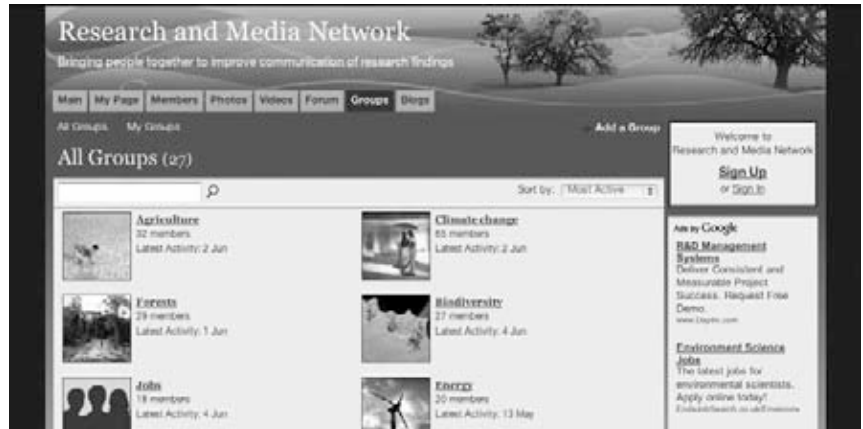 Research and Media Network
Bringing people together to improve communication of research findings
Main My Page Members Photos Videos Forum Groups Blogs
All Groups My Groups
Add a Group
All Groups (27)
Sort by: Most Active
Agriculture
32 members
Latest Activity: 2 Jun
Climate change
65 members
Latest Activity: 2 Jun
Forests
29 members
Latest Activity: 1 Jun
Biodiversity
27 members
Latest Activity: 4 Jun
Jobs
18 members
Latest Activity: 4 Jun
Energy
20 members
Latest Activity: 13 May
Welcome to
Research and Media Network
Sign Up
or Sign In
Ads by Google
R&D Management
Systems
Deliver Consistent and
Measurable Project
Success. Request Free
Demo.
Environment Science
Jobs
The latest jobs for
environmental scientists.
Apply online today!